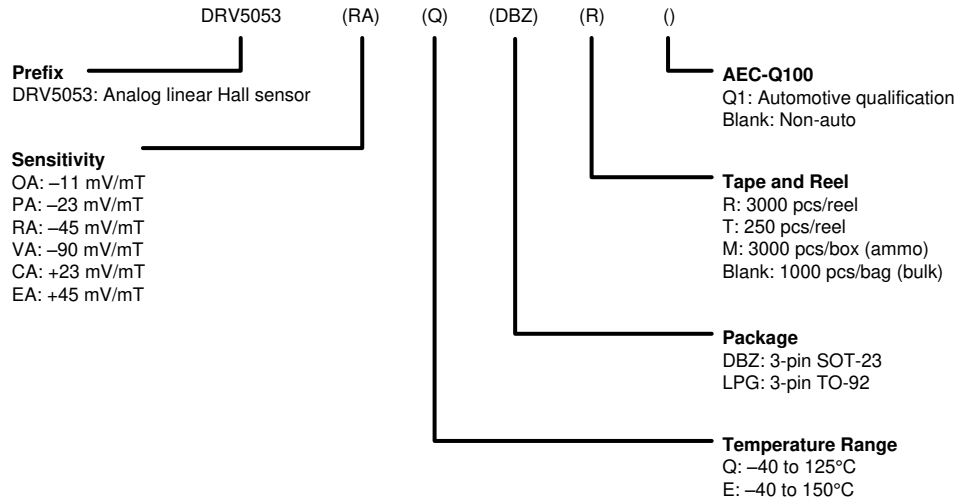 DRV5053 (RA) (Q) (DBZ) (R) ()
Prefix
DRV5053: Analog linear Hall sensor
Sensitivity
OA: –11 mV/mT
PA: –23 mV/mT
RA: –45 mV/mT
VA: –90 mV/mT
CA: +23 mV/mT
EA: +45 mV/mT
AEC-Q100
Q1: Automotive qualification
Blank: Non-auto
Tape and Reel
R: 3000 pcs/reel
T: 250 pcs/reel
M: 3000 pcs/box (ammo)
Blank: 1000 pcs/bag (bulk)
Package
DBZ: 3-pin SOT-23
LPG: 3-pin TO-92
Temperature Range
Q: –40 to 125°C
E: –40 to 150°C